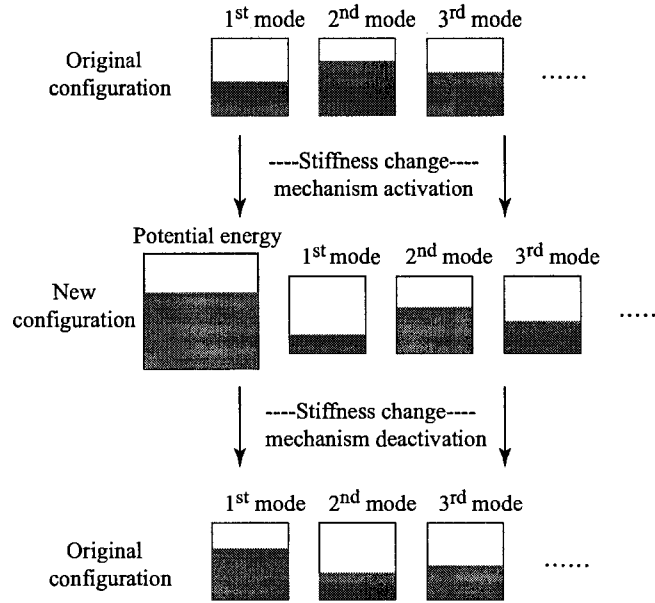 1st mode 2nd mode 3rd mode
Original
configuration
......
----Stiffness change----
mechanism activation
Potential energy
1st mode 2nd mode 3rd mode
New
configuration
.....
----Stiffness change----
mechanism deactivation
1st mode 2nd mode 3rd mode
Original
configuration
......